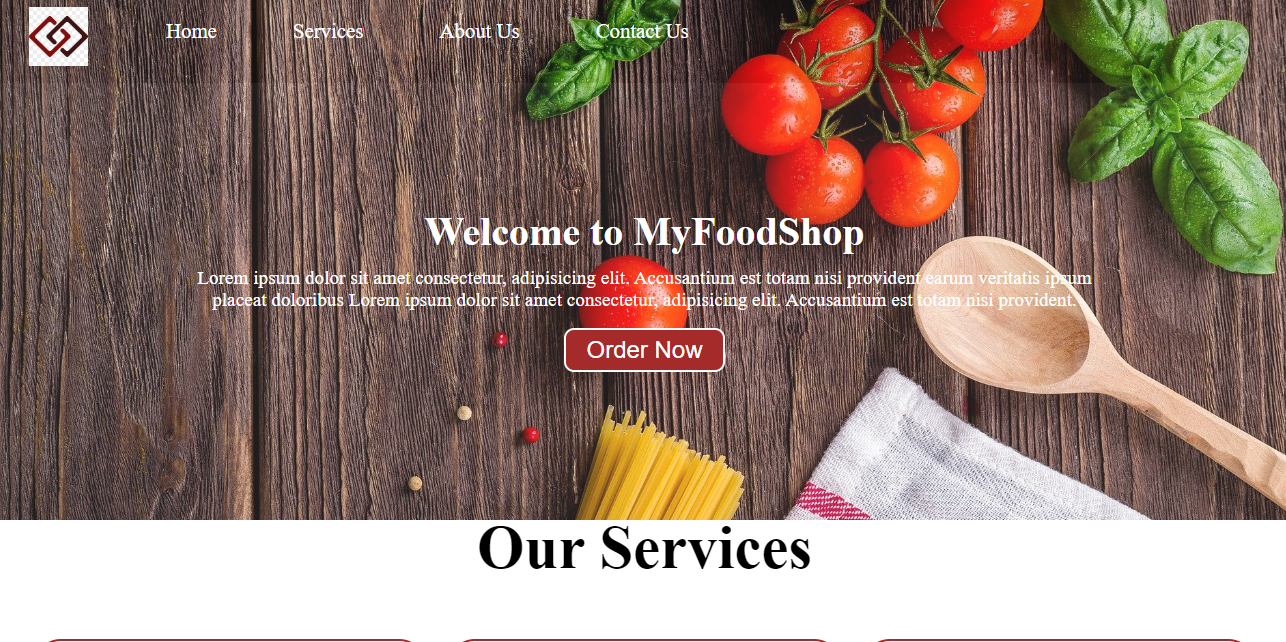 Home Services About Us Contact Us
Welcome to MyFoodShop
Lorem ipsum dolor sit amet consectetur, adipisicing elit. Accusantium est totam nisi provident earum veritatis ipsum
placeat doloribus Lorem ipsum dolor sit amet consectetur, adipisicing elit. Accusantium est totam nisi provident.
Order Now
Our Services